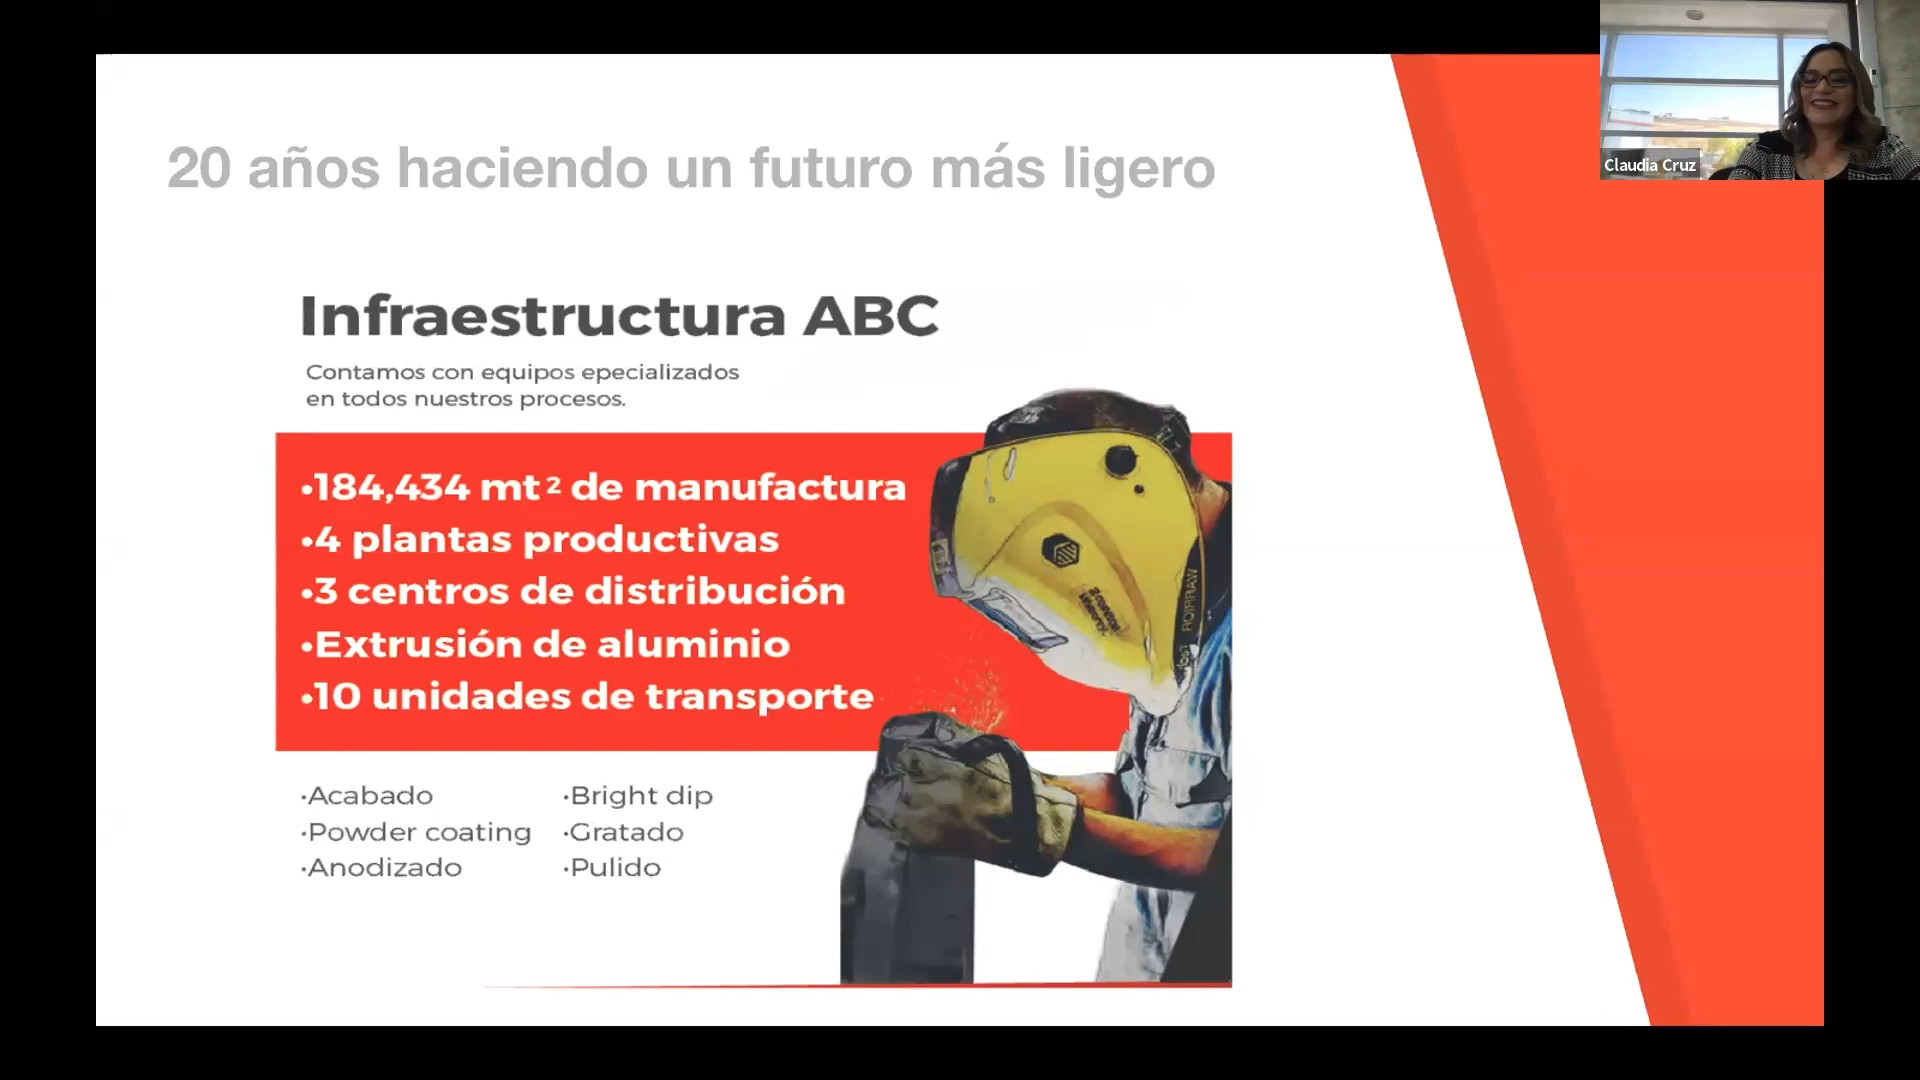 Claudia Cruz
20 años haciendo un futuro más ligero
Infraestructura ABC
Contamos con equipos epecializados
en todos nuestros procesos.
•184,434 mt² de manufactura
•4 plantas productivas
•3 centros de distribución
•Extrusión de aluminio
•10 unidades de transporte
·Acabado
·Powder coating
·Anodizado
·Bright dip
·Gratado
·Pulido